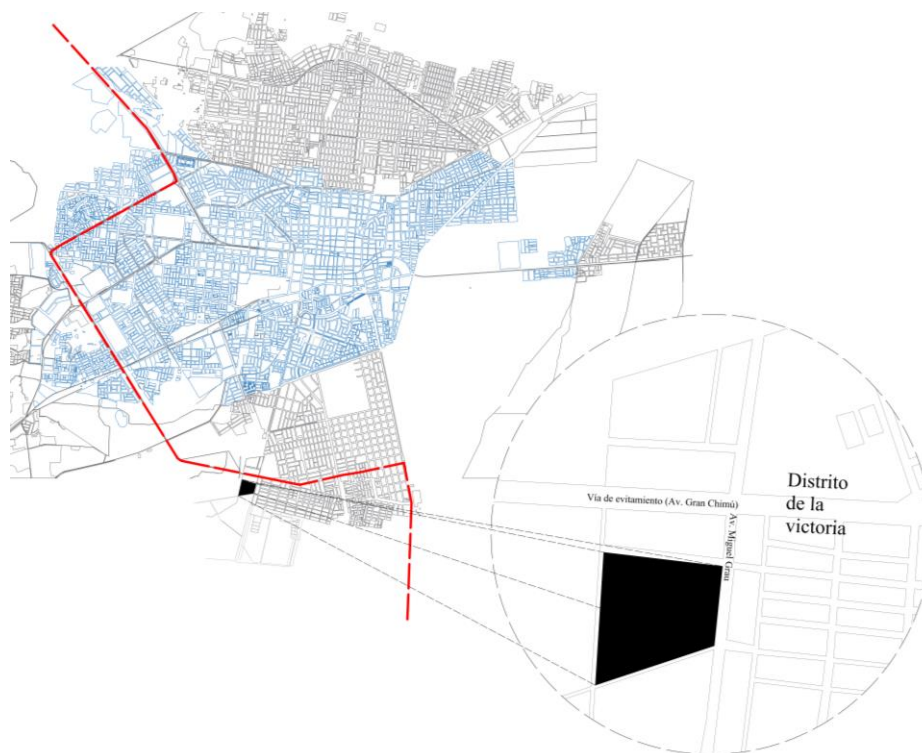 Distrito
de la
victoria
Vía de evitamiento (Av. Gran Chimú)
Av. Miguel Grau